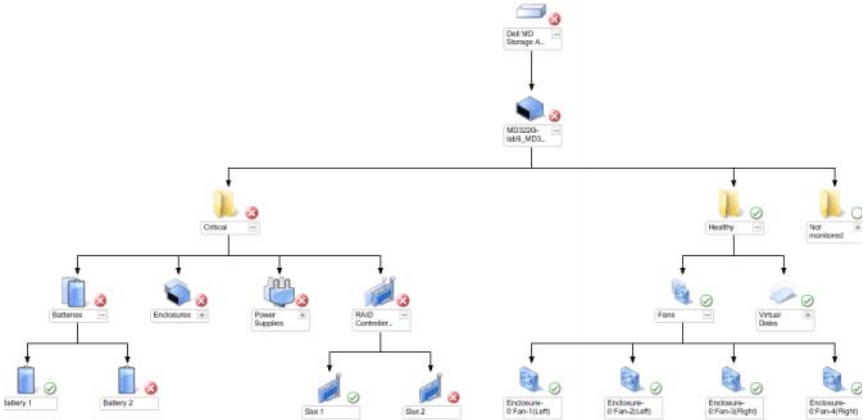 Dell MD
Storage A...
MD322G-
lab9_MD3...
Critical
Healthy
Not
monitored
Batteries
Enclosures
Power
Supplies
RAID
Controller...
Fans
Virtual
Disks
Battery 1
Battery 2
Slot 1
Slot 2
Enclosure-
0:Fan-1(Left)
Enclosure-
0:Fan-2(Left)
Enclosure-
0:Fan-3(Right)
Enclosure-
0:Fan-4(Right)